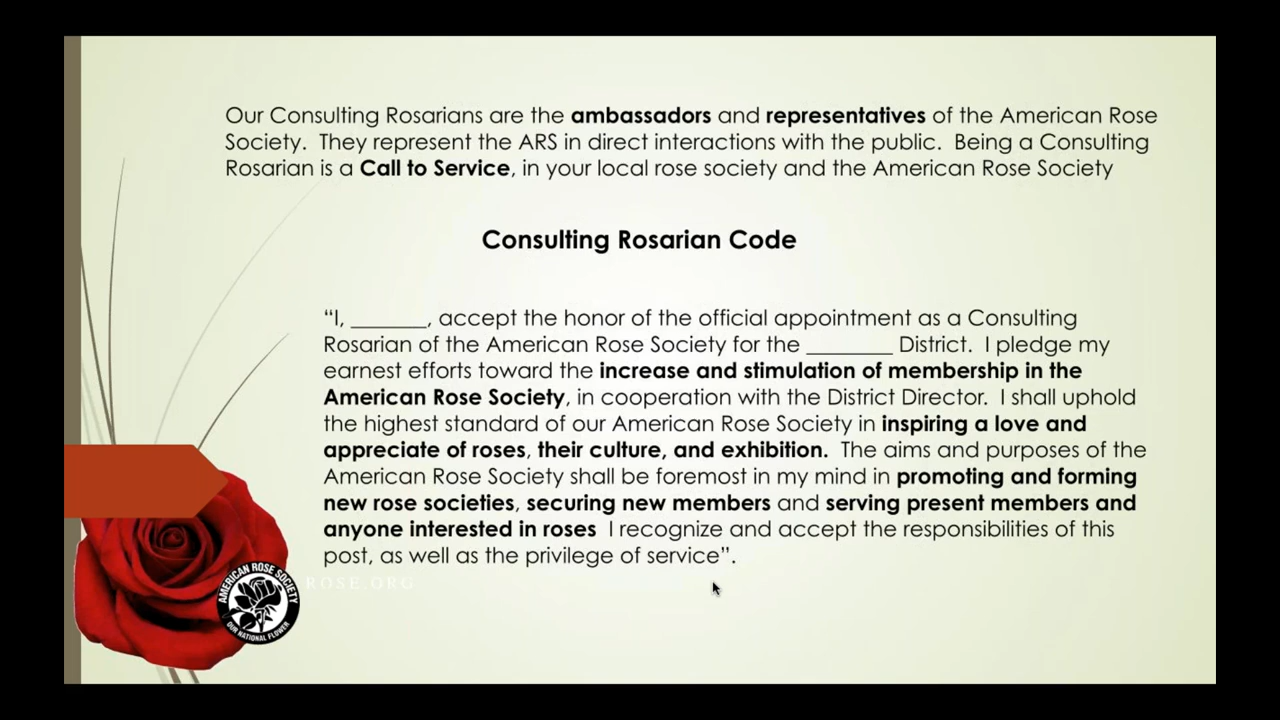 Our Consulting Rosarians are the ambassadors and representatives of the American Rose
Society.  They represent the ARS in direct interactions with the public.  Being a Consulting
Rosarian is a Call to Service, in your local rose society and the American Rose Society
Consulting Rosarian Code
“I, _______, accept the honor of the official appointment as a Consulting
Rosarian of the American Rose Society for the ________ District.  I pledge my
earnest efforts toward the increase and stimulation of membership in the
American Rose Society, in cooperation with the District Director.  I shall uphold
the highest standard of our American Rose Society in inspiring a love and
appreciate of roses, their culture, and exhibition.  The aims and purposes of the
American Rose Society shall be foremost in my mind in promoting and forming
new rose societies, securing new members and serving present members and
anyone interested in roses  I recognize and accept the responsibilities of this
post, as well as the privilege of service”.
AMERICAN ROSE SOCIETY
OUR NATIONAL FLOWER
ROSE.ORG